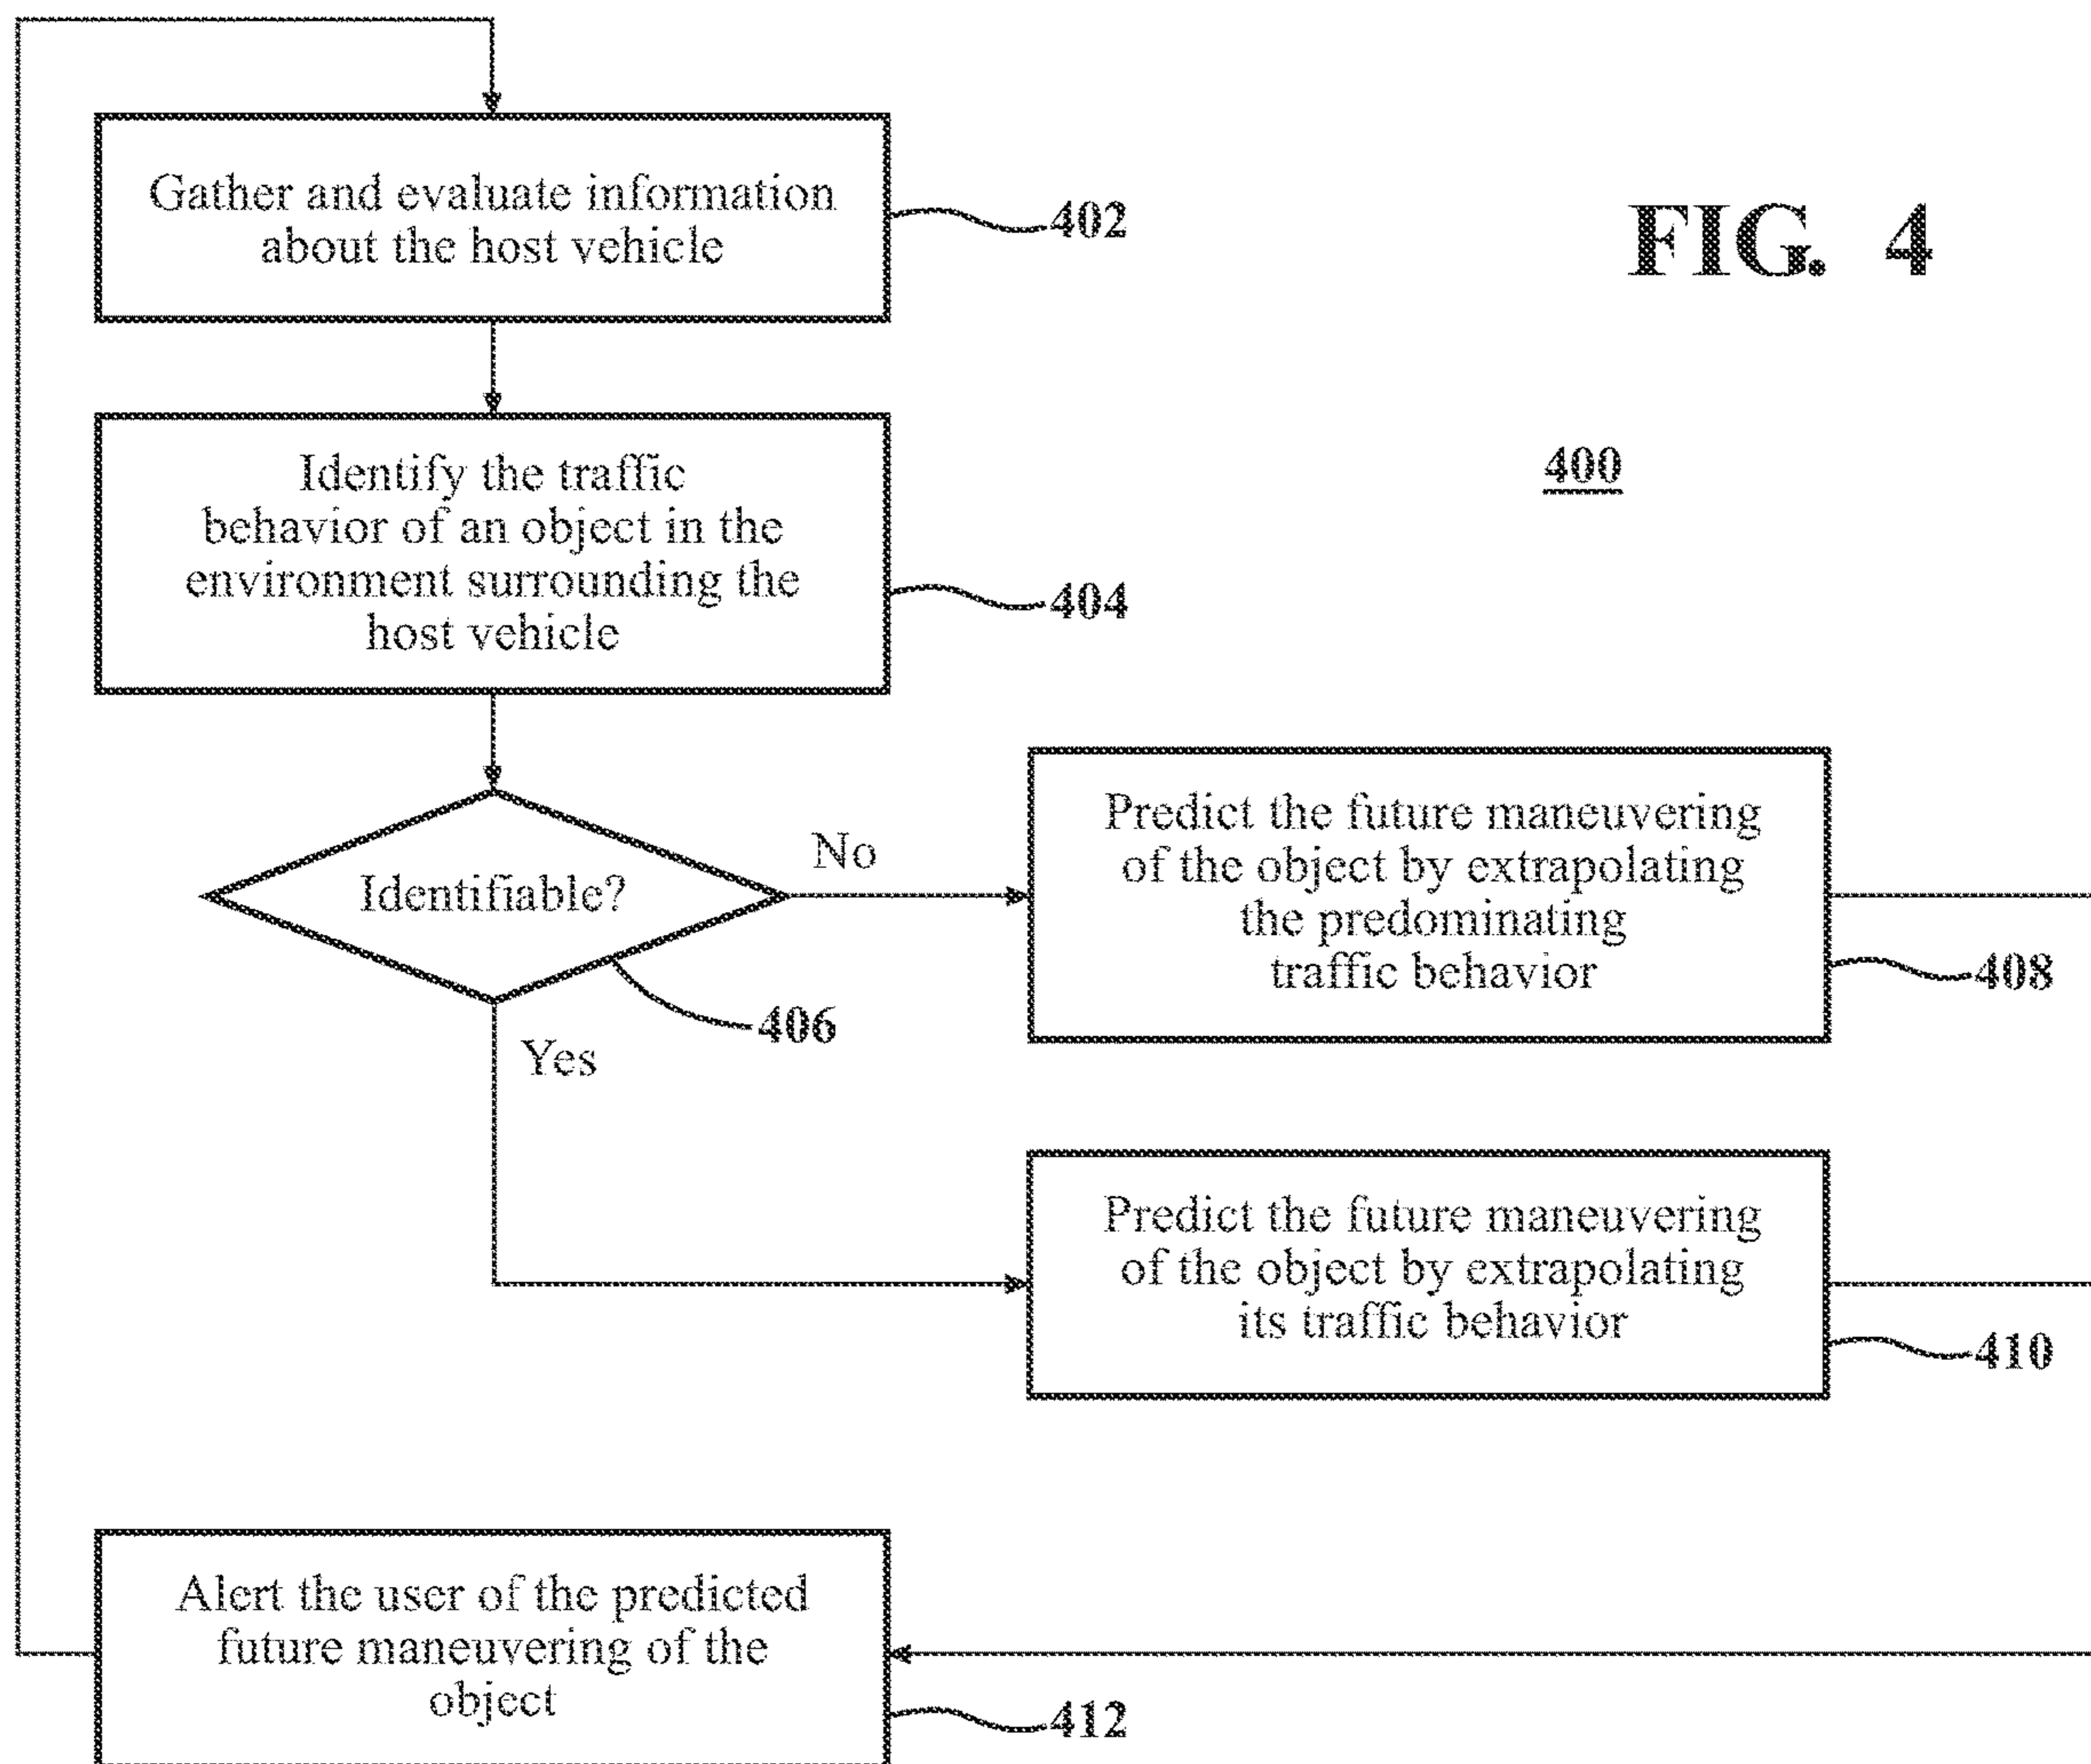 Gather and evaluate information
about the host vehicle
402
FIG. 4
Identify the traffic
behavior of an object in the
environment surrounding the
host vehicle
404
400
Identifiable?
No
406
Yes
Predict the future maneuvering
of the object by extrapolating
the predominating
traffic behavior
408
Predict the future maneuvering
of the object by extrapolating
its traffic behavior
410
Alert the user of the predicted
future maneuvering of the
object
412